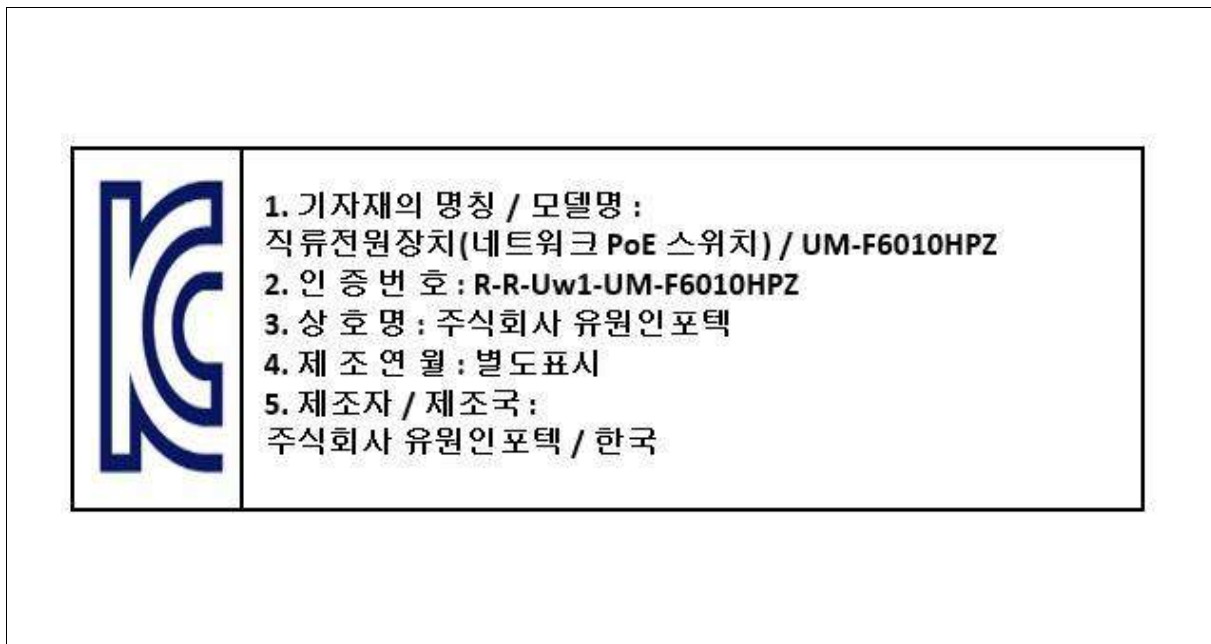 1. 기자재의 명칭 / 모델명 :
직류전원장치(네트워크 PoE 스위치) / UM-F6010HPZ
2. 인 증 번 호 : R-R-Uw1-UM-F6010HPZ
3. 상 호 명 : 주식회사 유원인포텍
4. 제 조 연 월 : 별도표시
5. 제조자 / 제조국 :
주식회사 유원인포텍 / 한국